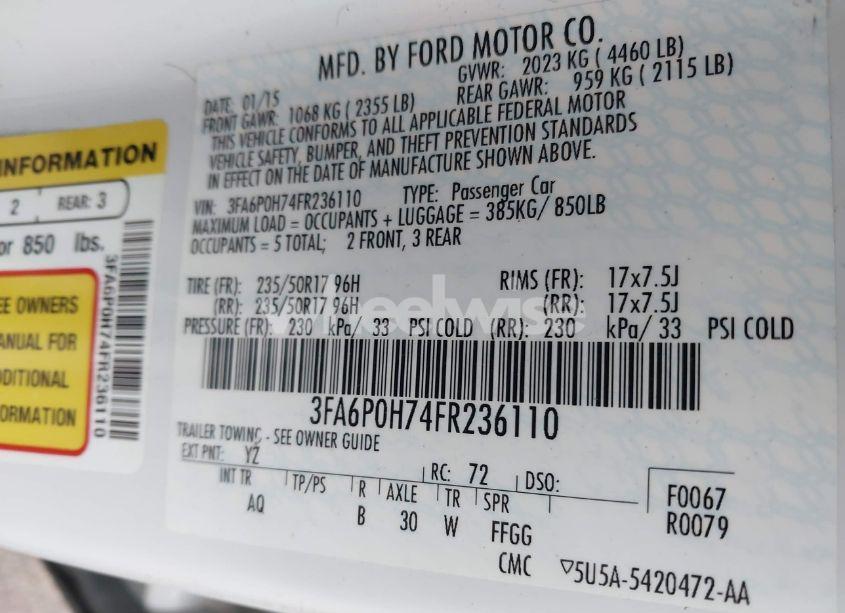 MFD. BY FORD MOTOR CO.
DATE: 01/15 GVWR: 2023 KG ( 4460 LB)
FRONT GAWR: 1068 KG ( 2355 LB) REAR GAWR: 959 KG ( 2115 LB)
THIS VEHICLE CONFORMS TO ALL APPLICABLE FEDERAL MOTOR
VEHICLE SAFETY, BUMPER, AND THEFT PREVENTION STANDARDS
IN EFFECT ON THE DATE OF MANUFACTURE SHOWN ABOVE.
VIN: 3FA6P0H74FR236110 TYPE: Passenger Car
MAXIMUM LOAD = OCCUPANTS + LUGGAGE = 385KG/ 850LB
OCCUPANTS = 5 TOTAL; 2 FRONT, 3 REAR
TIRE (FR): 235/50R17 96H RIMS (FR): 17x7.5J
(RR): 235/50R17 96H (RR): 17x7.5J
PRESSURE (FR): 230 kPa/ 33 PSI COLD (RR): 230 kPa/ 33 PSI COLD
wheelwise
3FA6P0H74FR236110
TRAILER TOWING - SEE OWNER GUIDE
EXT PNT: YZ RC: 72 DSO:
INT TR TP/PS R AXLE TR SPR F0067
AQ B 30 W FFGG R0079
CMC ▽5U5A-5420472-AA
INFORMATION
2 REAR: 3
or 850 lbs.
3FA6P0H74FR236110
EE OWNERS
ANUAL FOR
DDITIONAL
FORMATION